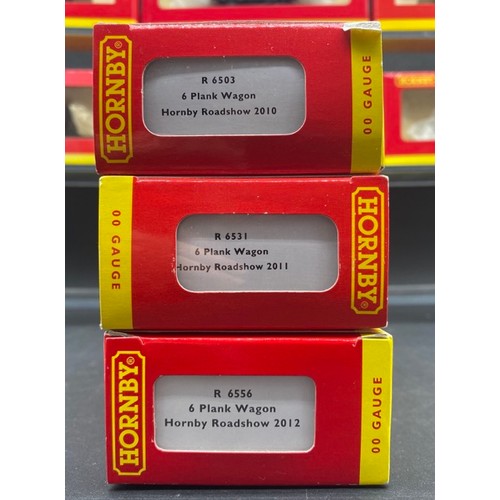 HORNBY
R 6503
6 Plank Wagon
Hornby Roadshow 2010
00 GAUGE
00 GAUGE
R 6531
6 Plank Wagon
Hornby Roadshow 2011
HORNBY
HORNBY
R 6556
6 Plank Wagon
Hornby Roadshow 2012
00 GAUGE